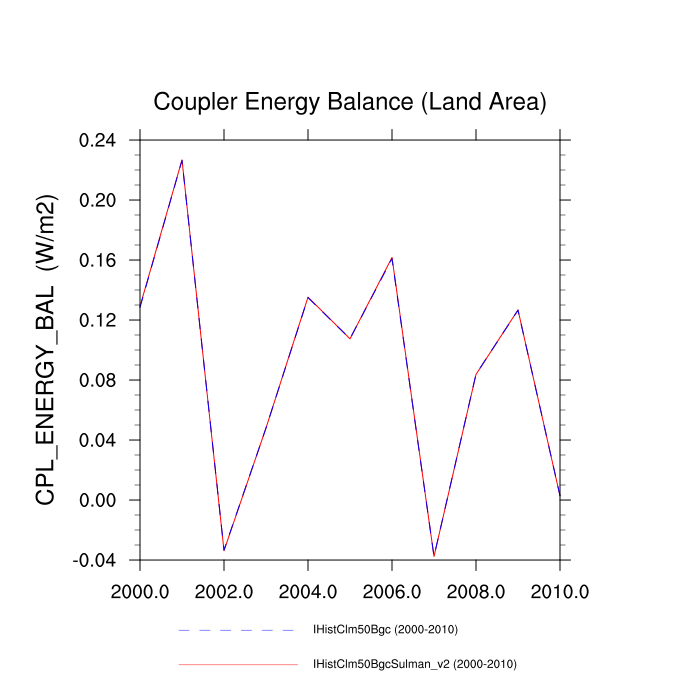 Coupler Energy Balance (Land Area)
CPL_ENERGY_BAL (W/m2)
0.24
0.20
0.16
0.12
0.08
0.04
0.00
-0.04
2000.0 2002.0 2004.0 2006.0 2008.0 2010.0
IHistClm50Bgc (2000-2010)
IHistClm50BgcSulman_v2 (2000-2010)